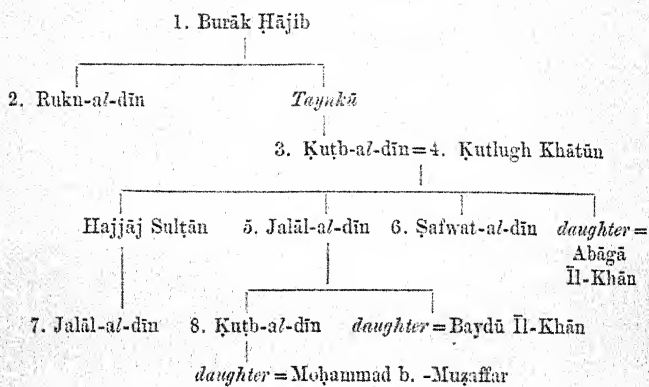 1. Burāk Ḥājib
2. Rukn-al-dīn Taynkū
3. Ḳuṭb-al-dīn=4. Ḳutlugh Khātūn
Hajjāj Sulṭān 5. Jalāl-al-dīn 6. Ṣafwat-al-dīn daughter=
Abāgā
Īl-Khān
7. Jalāl-al-dīn 8. Ḳuṭb-al-dīn daughter=Baydū Īl-Khān
daughter=Moḥammad b. -Muẓaffar